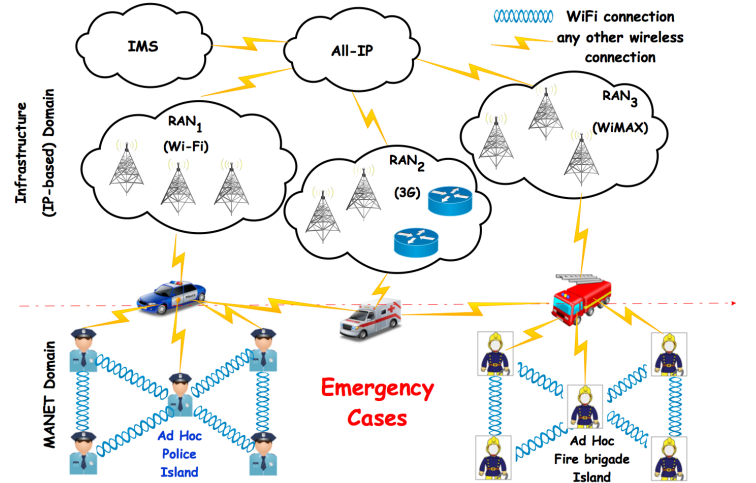 WiFi connection
any other wireless
connection
IMS
All-IP
RAN1
(Wi-Fi)
RAN2
(3G)
RAN3
(WiMAX)
Infrastructure
(IP-based) Domain
MANET Domain
Emergency
Cases
Ad Hoc
Police
Island
Ad Hoc
Fire brigade
Island